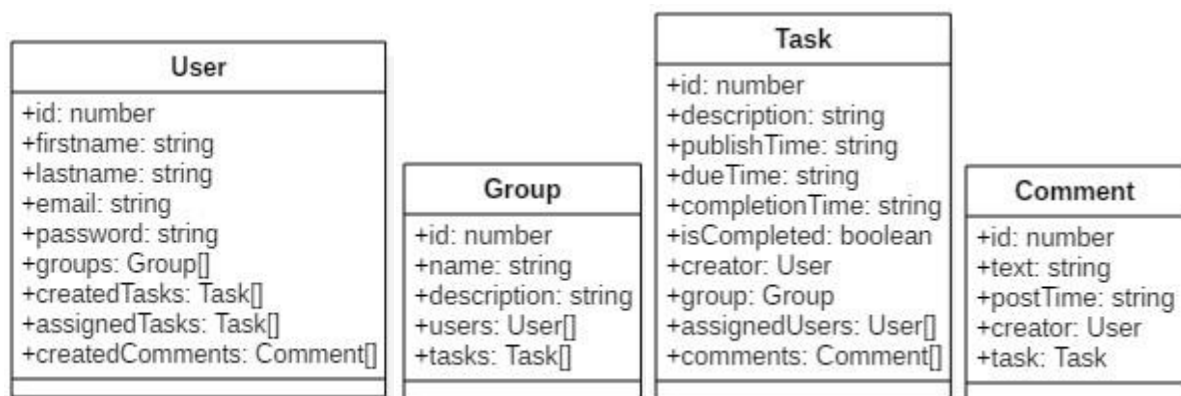 User
+id: number
+firstname: string
+lastname: string
+email: string
+password: string
+groups: Group[]
+createdTasks: Task[]
+assignedTasks: Task[]
+createdComments: Comment[]
Group
+id: number
+name: string
+description: string
+users: User[]
+tasks: Task[]
Task
+id: number
+description: string
+publishTime: string
+dueTime: string
+completionTime: string
+isCompleted: boolean
+creator: User
+group: Group
+assignedUsers: User[]
+comments: Comment[]
Comment
+id: number
+text: string
+postTime: string
+creator: User
+task: Task